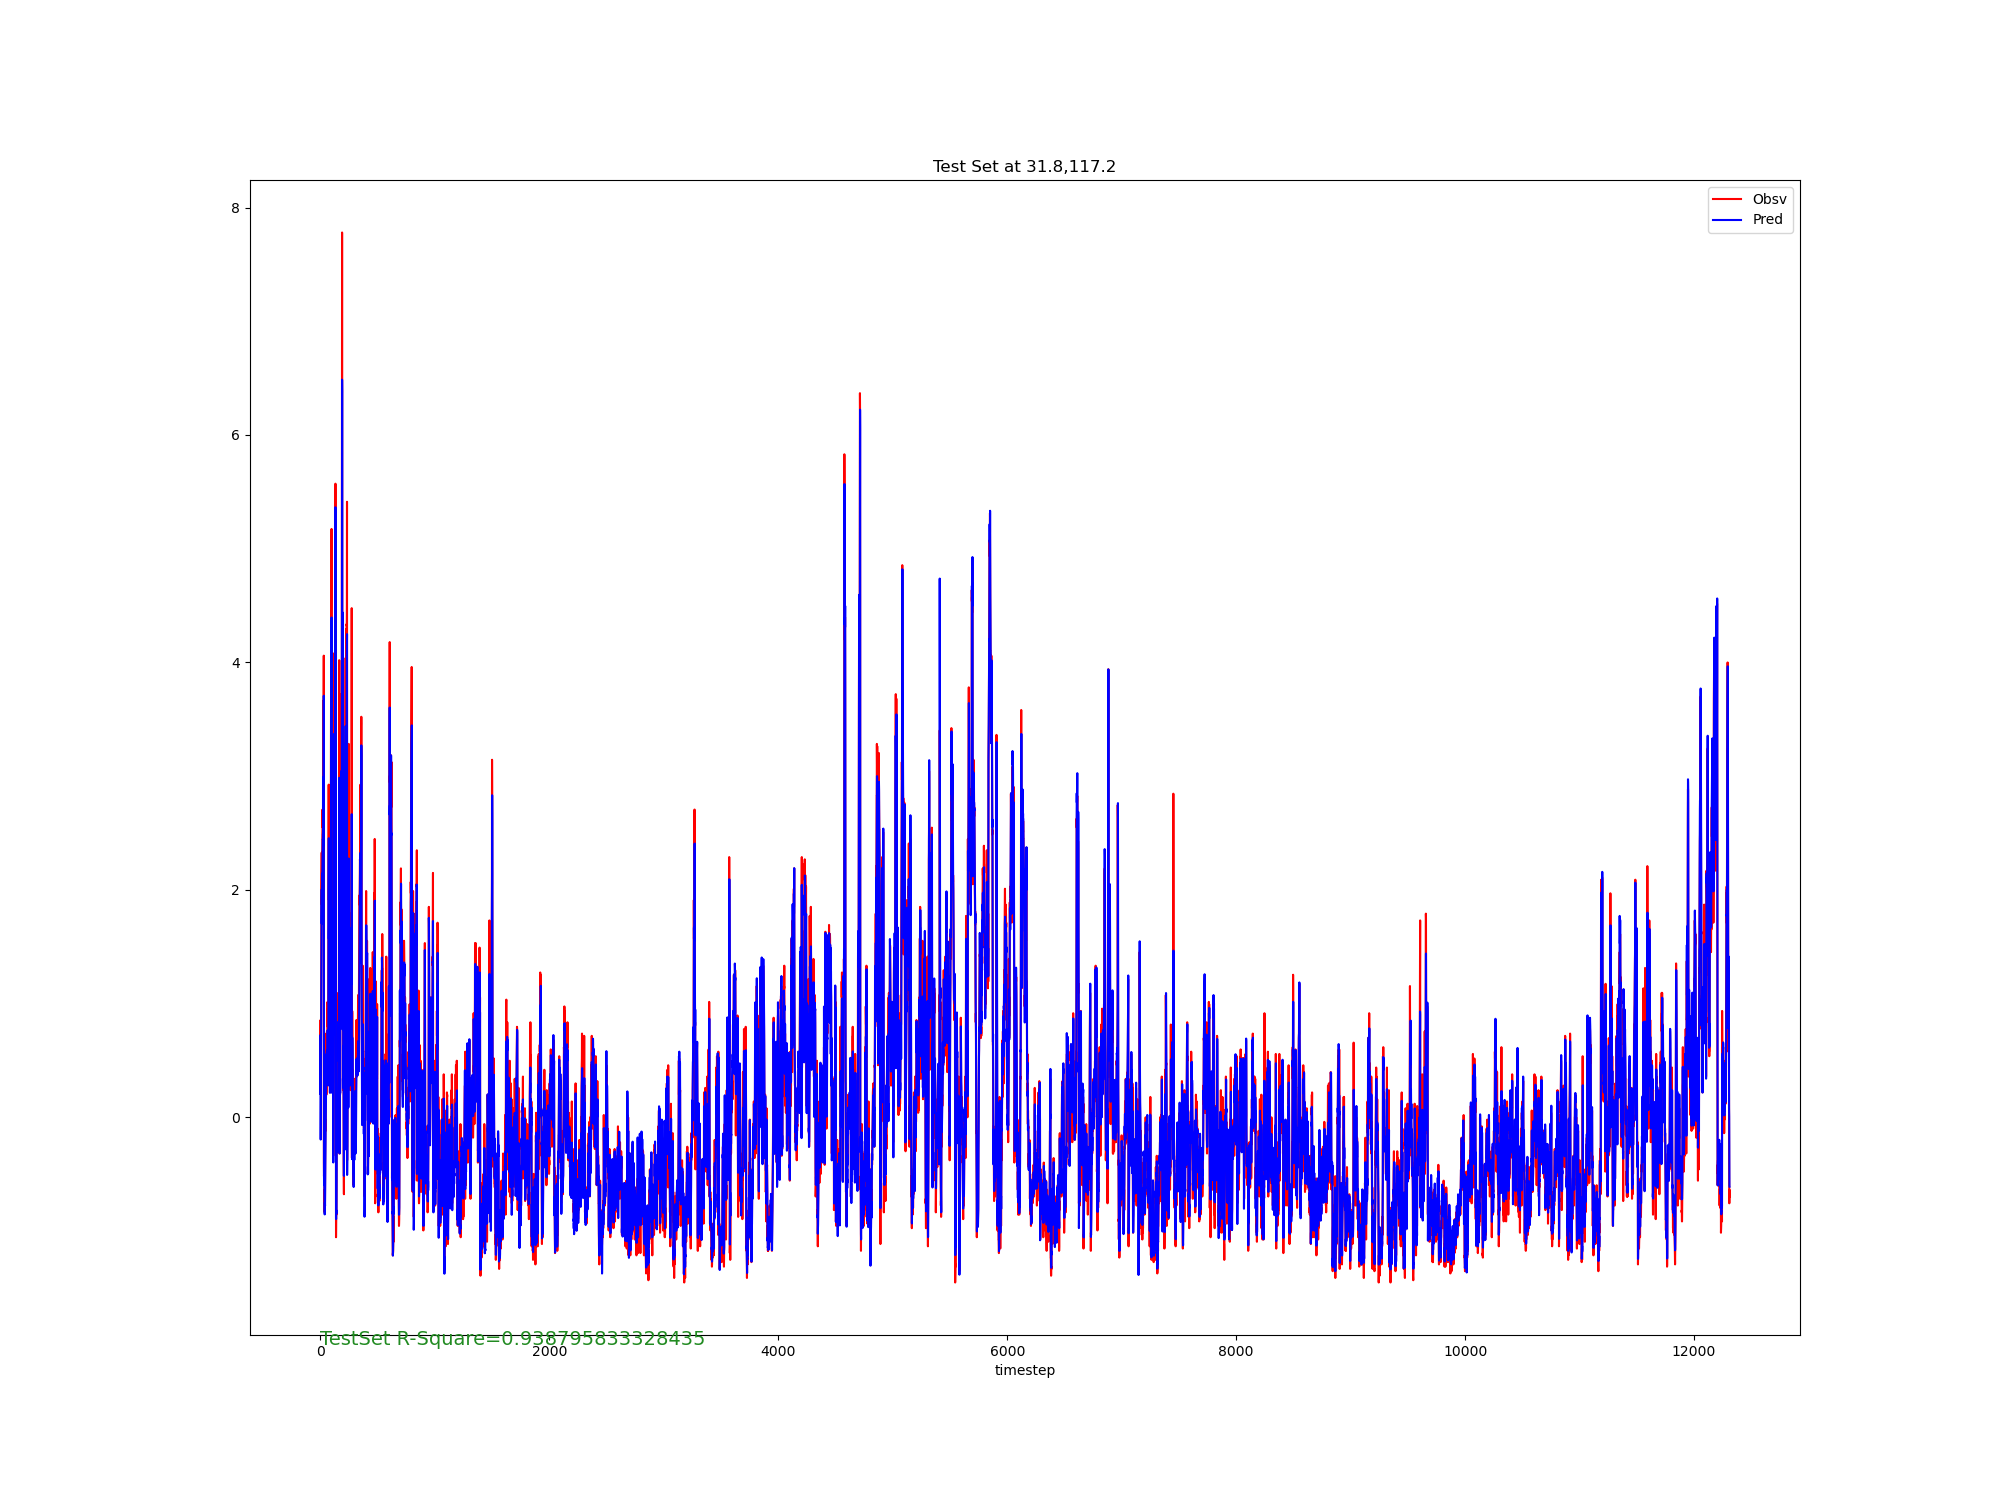 Test Set at 31.8,117.2
Obsv
Pred
8
6
4
2
0
TestSet R-Square=0.938795833328435
0 2000 4000 6000 8000 10000 12000
timestep